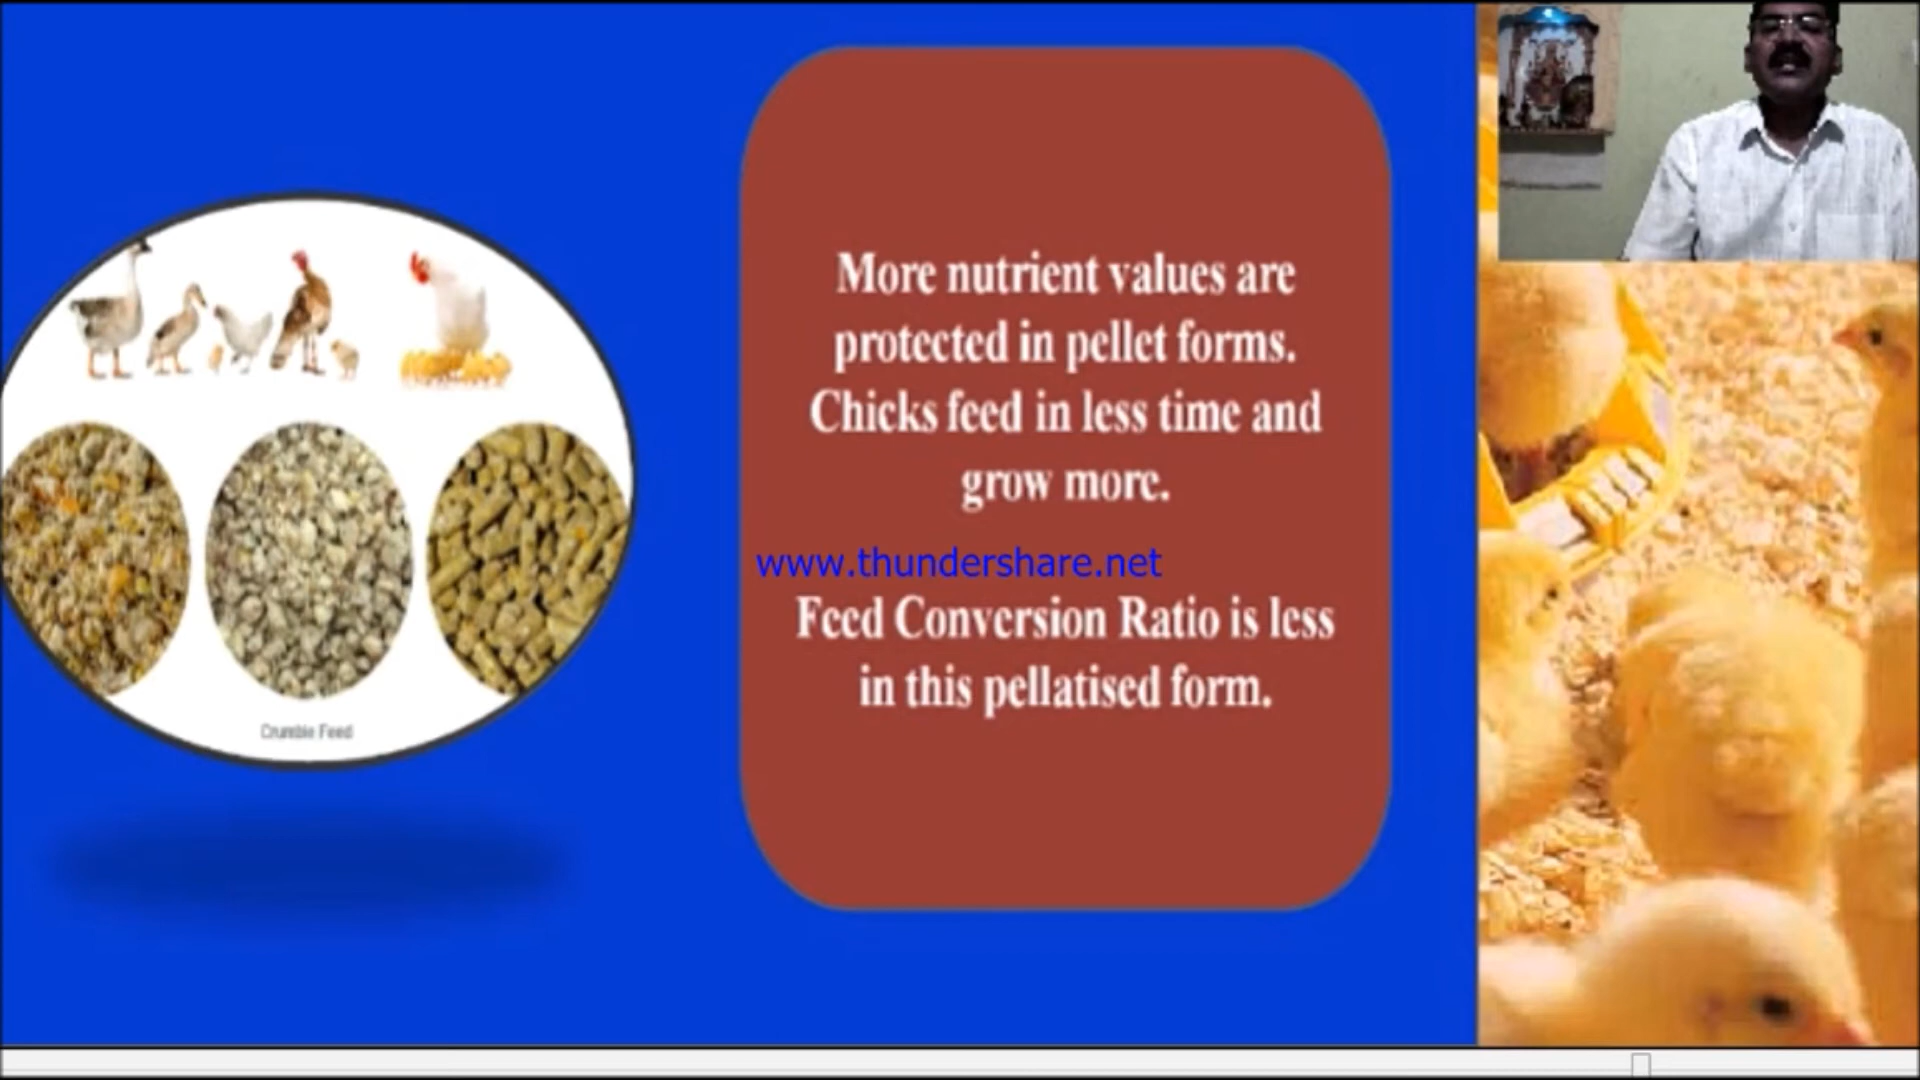 More nutrient values are
protected in pellet forms.
Chicks feed in less time and
grow more.
www.thundershare.net
Feed Conversion Ratio is less
in this pellatised form.
Crumble Feed